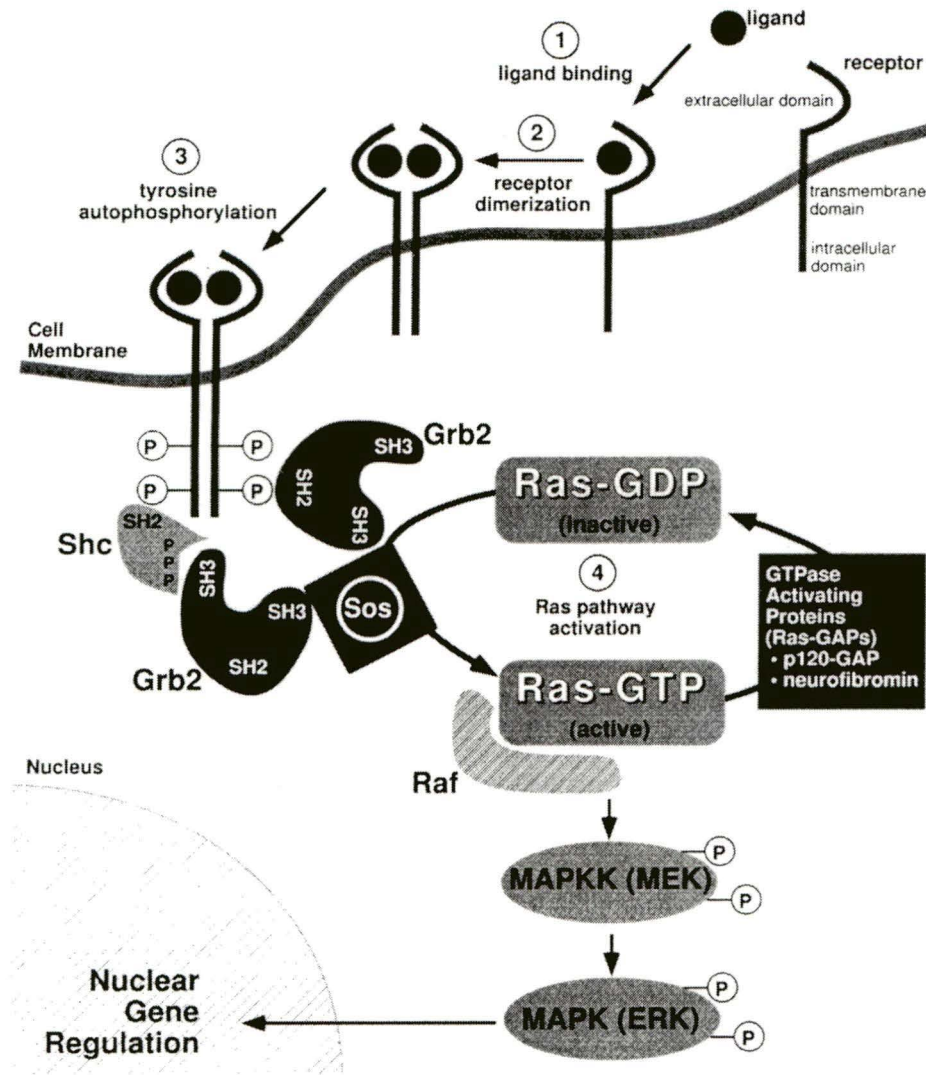 ligand
1
ligand binding
receptor
extracellular domain
2
receptor
dimerization
3
tyrosine
autophosphorylation
transmembrane
domain
intracellular
domain
Cell
Membrane
P
P
P
P
Grb2
SH3
SH2
SH3
Shc
SH2
P
P
P
SH3
SH3
SH2
Grb2
Sos
Ras-GDP
(inactive)
4
Ras pathway
activation
GTPase
Activating
Proteins
(Ras-GAPs)
• p120-GAP
• neurofibromin
Ras-GTP
(active)
Raf
Nucleus
MAPKK (MEK)
P
P
MAPK (ERK)
P
P
Nuclear
Gene
Regulation